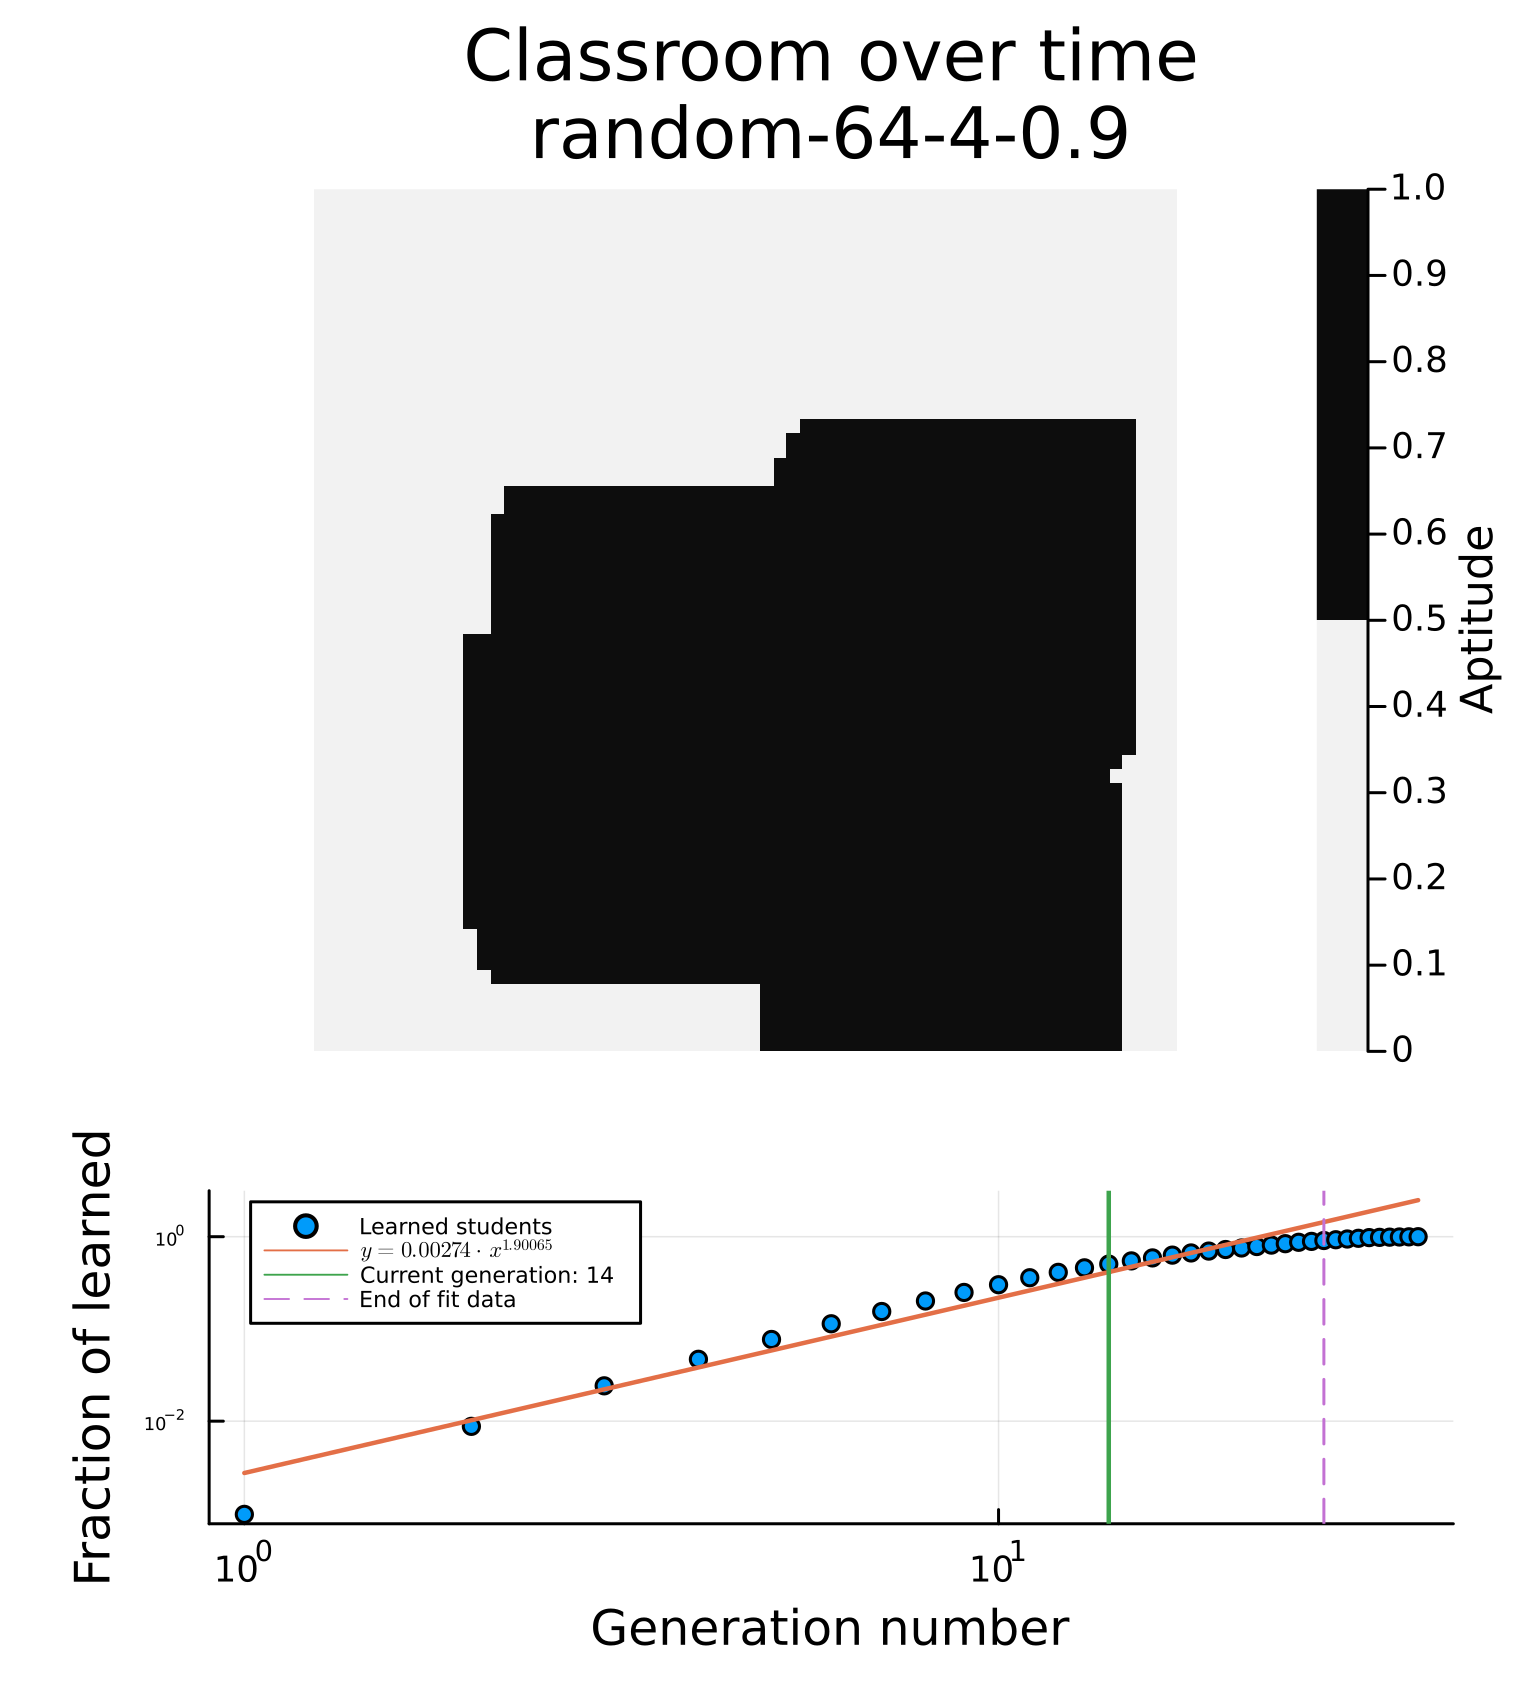 Classroom over time
random-64-4-0.9
1.0
0.9
0.8
0.7
0.6
0.5
0.4
0.3
0.2
0.1
0
Aptitude
Fraction of learned
10⁰
10⁻²
Learned students
y = 0.00274 · x^1.90065
Current generation: 14
End of fit data
10⁰
10¹
Generation number